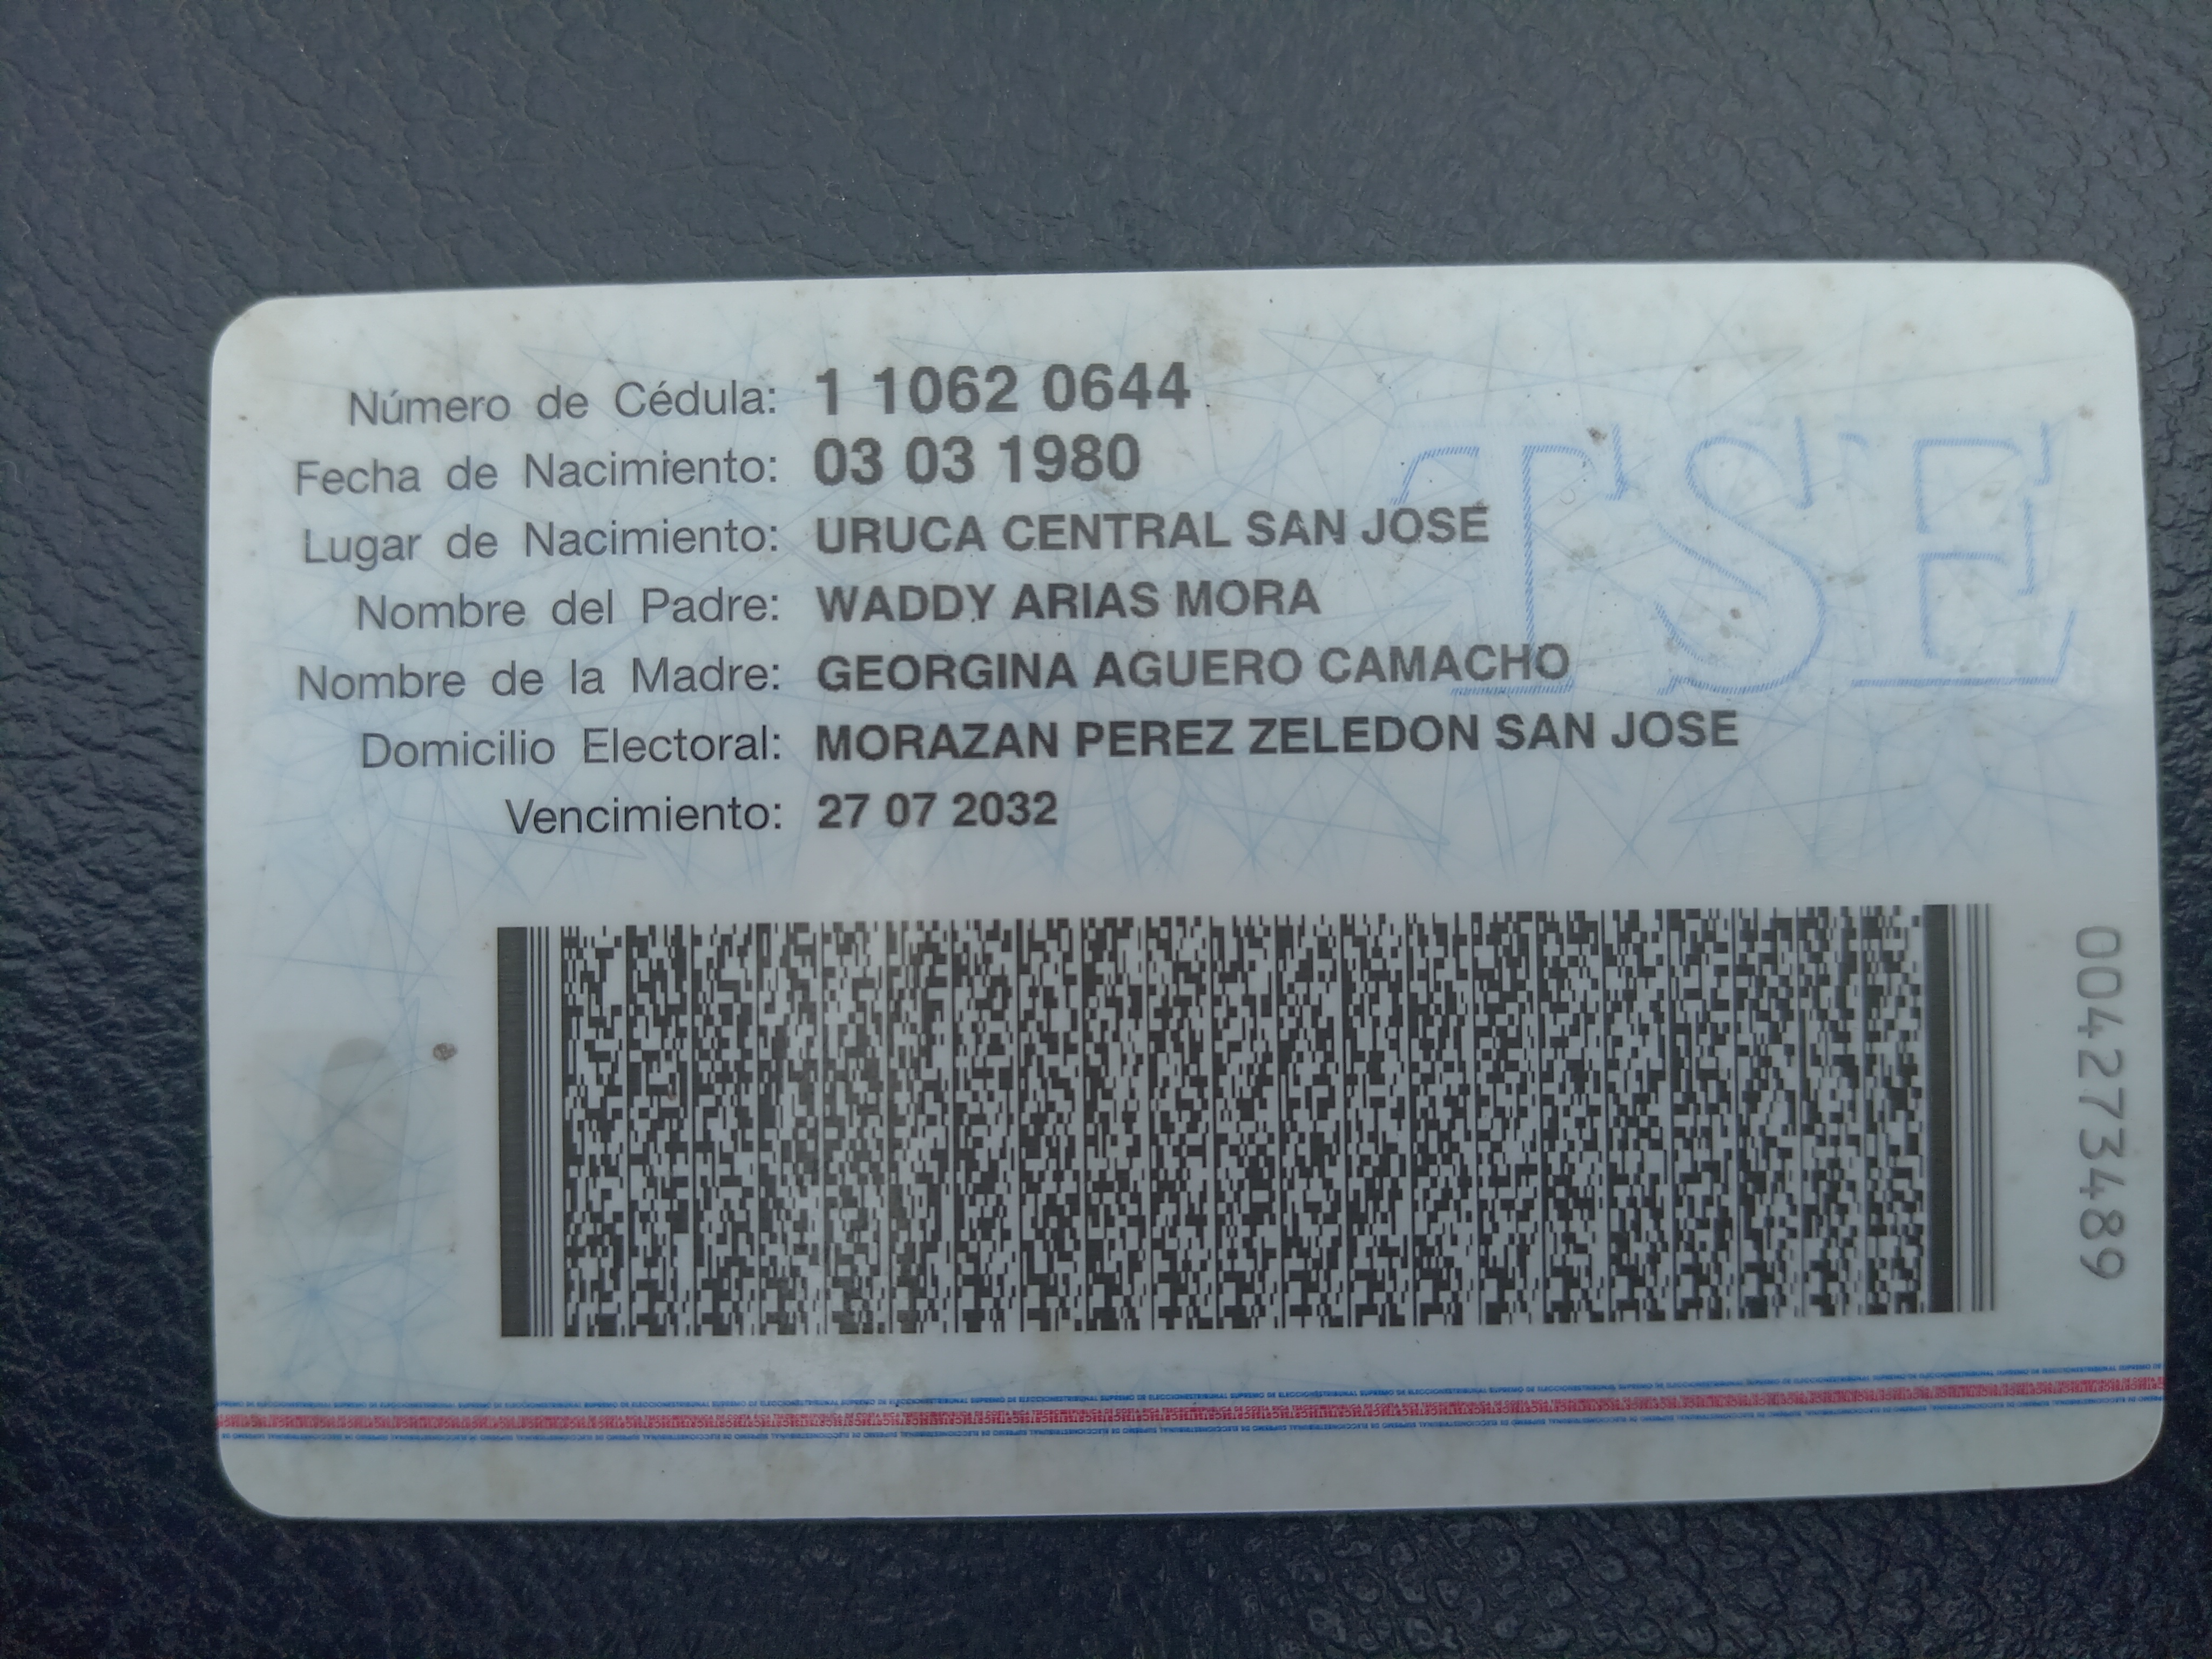 Número de Cédula: 1 1062 0644
Fecha de Nacimiento: 03 03 1980
Lugar de Nacimiento: URUCA CENTRAL SAN JOSE
Nombre del Padre: WADDY ARIAS MORA
Nombre de la Madre: GEORGINA AGUERO CAMACHO
Domicilio Electoral: MORAZAN PEREZ ZELEDON SAN JOSE
Vencimiento: 27 07 2032
TSE
004273489